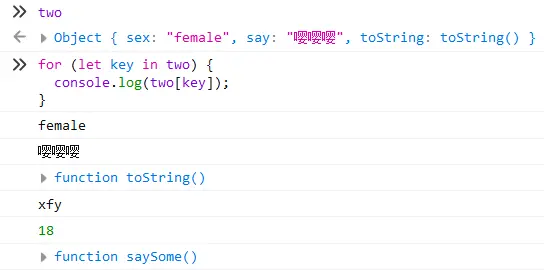 two
Object { sex: "female", say: "嘤嘤嘤", toString: toString() }
for (let key in two) {
  console.log(two[key]);
}
female
嘤嘤嘤
function toString()
xfy
18
function saySome()